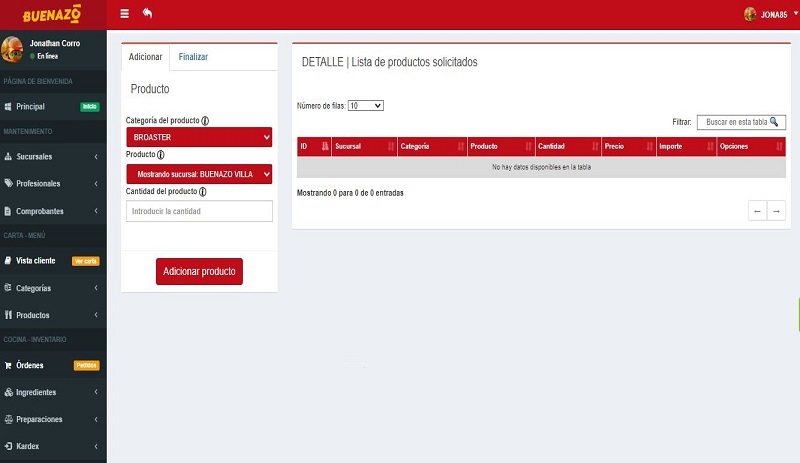 BUENAZO
JONA85
Jonathan Corro
En línea
PÁGINA DE BIENVENIDA
Principal
Inicio
MANTENIMIENTO
Sucursales
Profesionales
Comprobantes
CARTA - MENÚ
Vista cliente
Ver carta
Categorías
Productos
COCINA - INVENTARIO
Órdenes
Pedidos
Ingredientes
Preparaciones
Kardex
Adicionar
Finalizar
Producto
Categoría del producto
BROASTER
Producto
Mostrando sucursal: BUENAZO VILLA
Cantidad del producto
Introducir la cantidad
Adicionar producto
DETALLE | Lista de productos solicitados
Número de filas: 10
Filtrar: Buscar en esta tabla
ID Sucursal Categoría Producto Cantidad Precio Importe Opciones
No hay datos disponibles en la tabla
Mostrando 0 para 0 de 0 entradas
← →